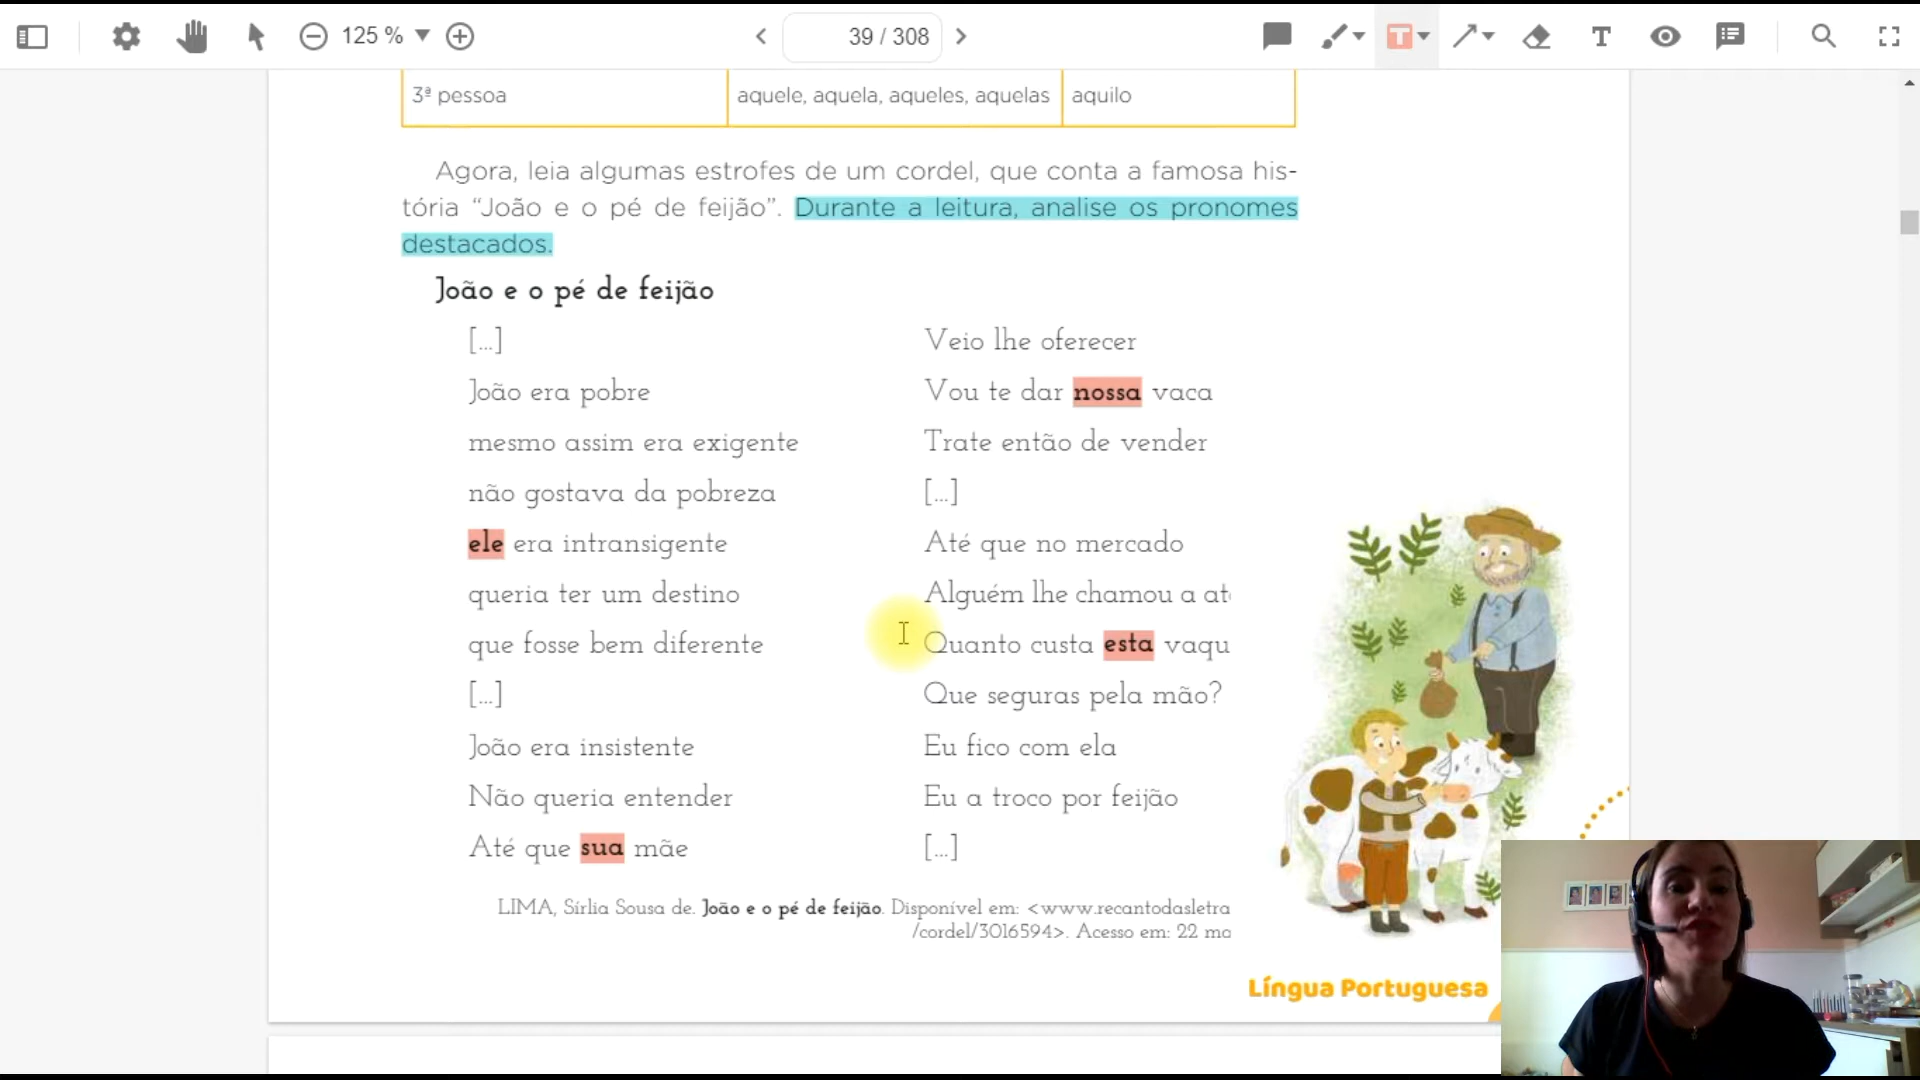 125 %
39 / 308
3ª pessoa
aquele, aquela, aqueles, aquelas
aquilo
Agora, leia algumas estrofes de um cordel, que conta a famosa his-
tória “João e o pé de feijão”. Durante a leitura, analise os pronomes
destacados.
João e o pé de feijão
[...]
João era pobre
mesmo assim era exigente
não gostava da pobreza
ele era intransigente
queria ter um destino
que fosse bem diferente
[...]
João era insistente
Não queria entender
Até que sua mãe
Veio lhe oferecer
Vou te dar nossa vaca
Trate então de vender
[...]
Até que no mercado
Alguém lhe chamou a at
Quanto custa esta vaqu
Que seguras pela mão?
Eu fico com ela
Eu a troco por feijão
[...]
LIMA, Sírlia Sousa de. João e o pé de feijão. Disponível em: <www.recantodasletra
/cordel/3016594>. Acesso em: 22 ma
Língua Portuguesa